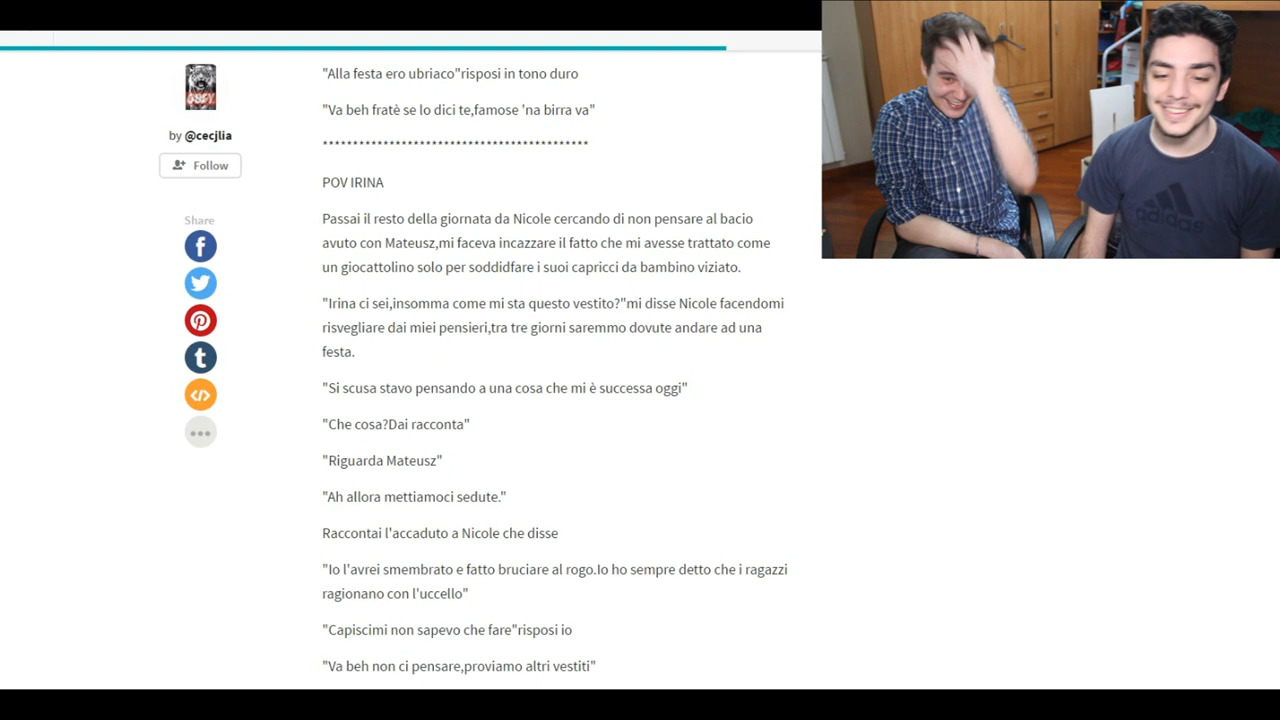 "Alla festa ero ubriaco"risposi in tono duro
"Va beh fratè se lo dici te,famose 'na birra va"
********************************************
OBEY
by @cecjlia
Follow
POV IRINA
Share
f
t
Passai il resto della giornata da Nicole cercando di non pensare al bacio
avuto con Mateusz,mi faceva incazzare il fatto che mi avesse trattato come
un giocattolino solo per soddidfare i suoi capricci da bambino viziato.
"Irina ci sei,insomma come mi sta questo vestito?"mi disse Nicole facendomi
risvegliare dai miei pensieri,tra tre giorni saremmo dovute andare ad una
festa.
"Si scusa stavo pensando a una cosa che mi è successa oggi"
"Che cosa?Dai racconta"
"Riguarda Mateusz"
"Ah allora mettiamoci sedute."
Raccontai l'accaduto a Nicole che disse
"Io l'avrei smembrato e fatto bruciare al rogo.Io ho sempre detto che i ragazzi
ragionano con l'uccello"
"Capiscimi non sapevo che fare"risposi io
"Va beh non ci pensare,proviamo altri vestiti"
adidas